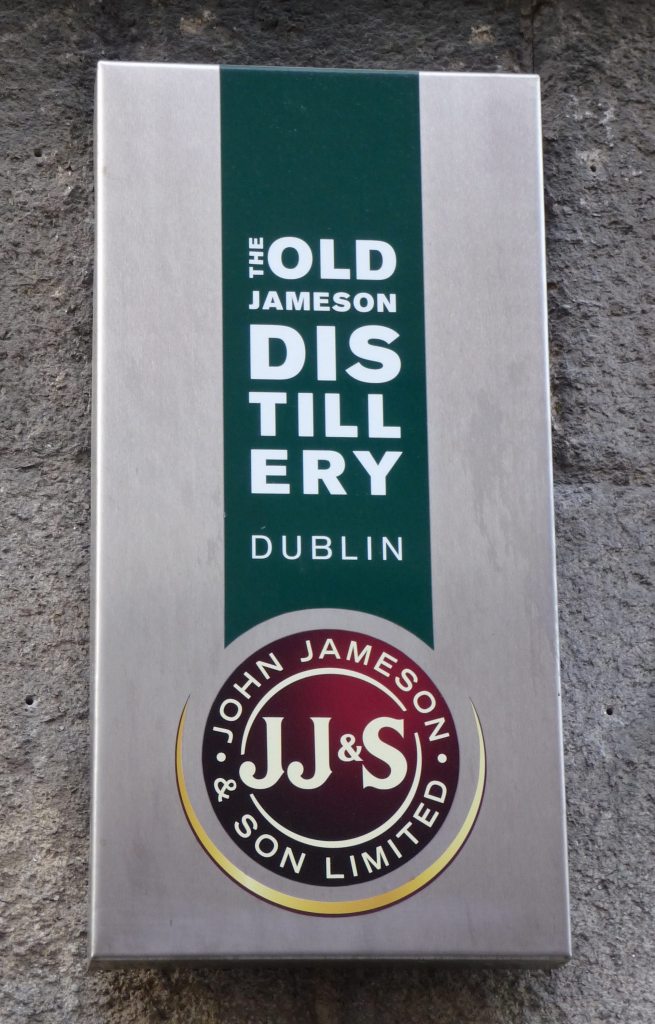 THE OLD
JAMESON
DIS
TILL
ERY
DUBLIN
JOHN JAMESON
JJ&S
& SON LIMITED